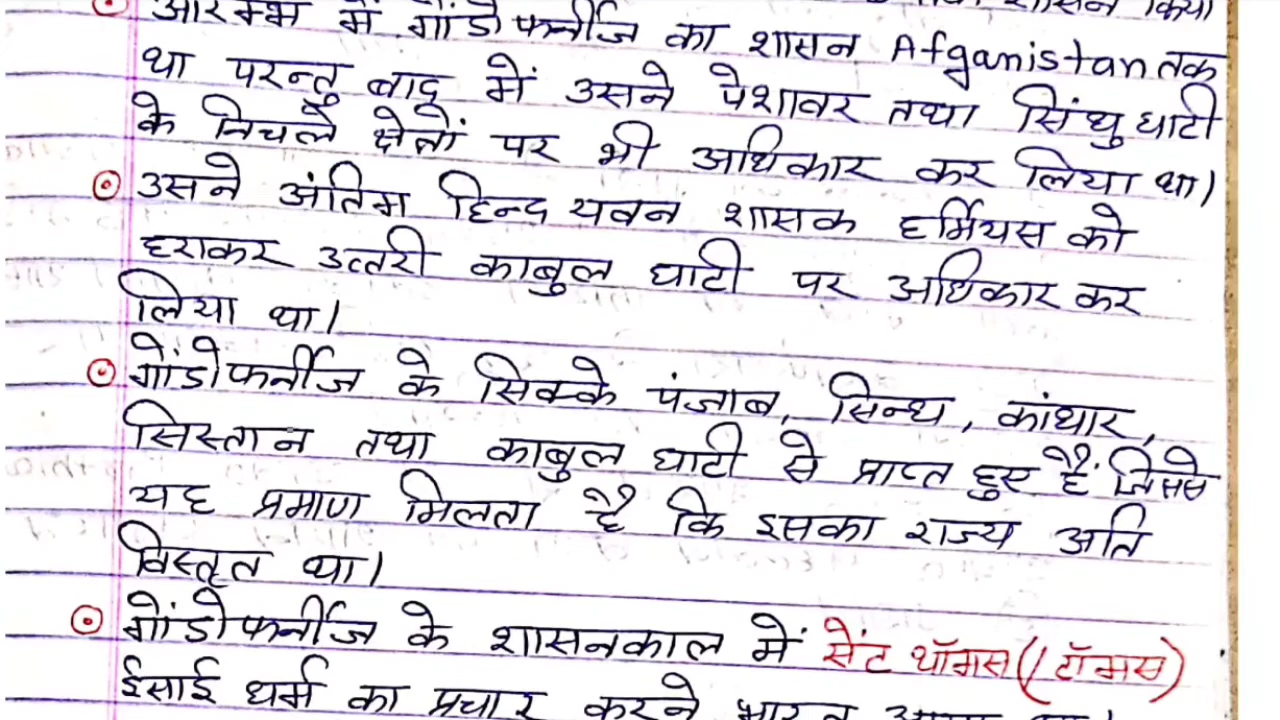 शासन किया
आरम्भ में गोंडोफर्नीज का शासन Afganistan तक
था परन्तु बाद में उसने पेशावर तथा सिंधु घाटी
के निचले क्षेत्रों पर भी अधिकार कर लिया था।
उसने अंतिम हिन्द यवन शासक हर्मियस को
हराकर उत्तरी काबुल घाटी पर अधिकार कर
लिया था।
गोंडोफर्नीज के सिक्के पंजाब, सिन्ध, कांधार,
सिस्तान तथा काबुल घाटी से प्राप्त हुए हैं जिससे
यह प्रमाण मिलता है कि इसका राज्य अति
विस्तृत था।
गोंडोफर्नीज के शासनकाल में सेंट थॉमस(/टॉमस)
ईसाई धर्म का प्रचार करने भारत